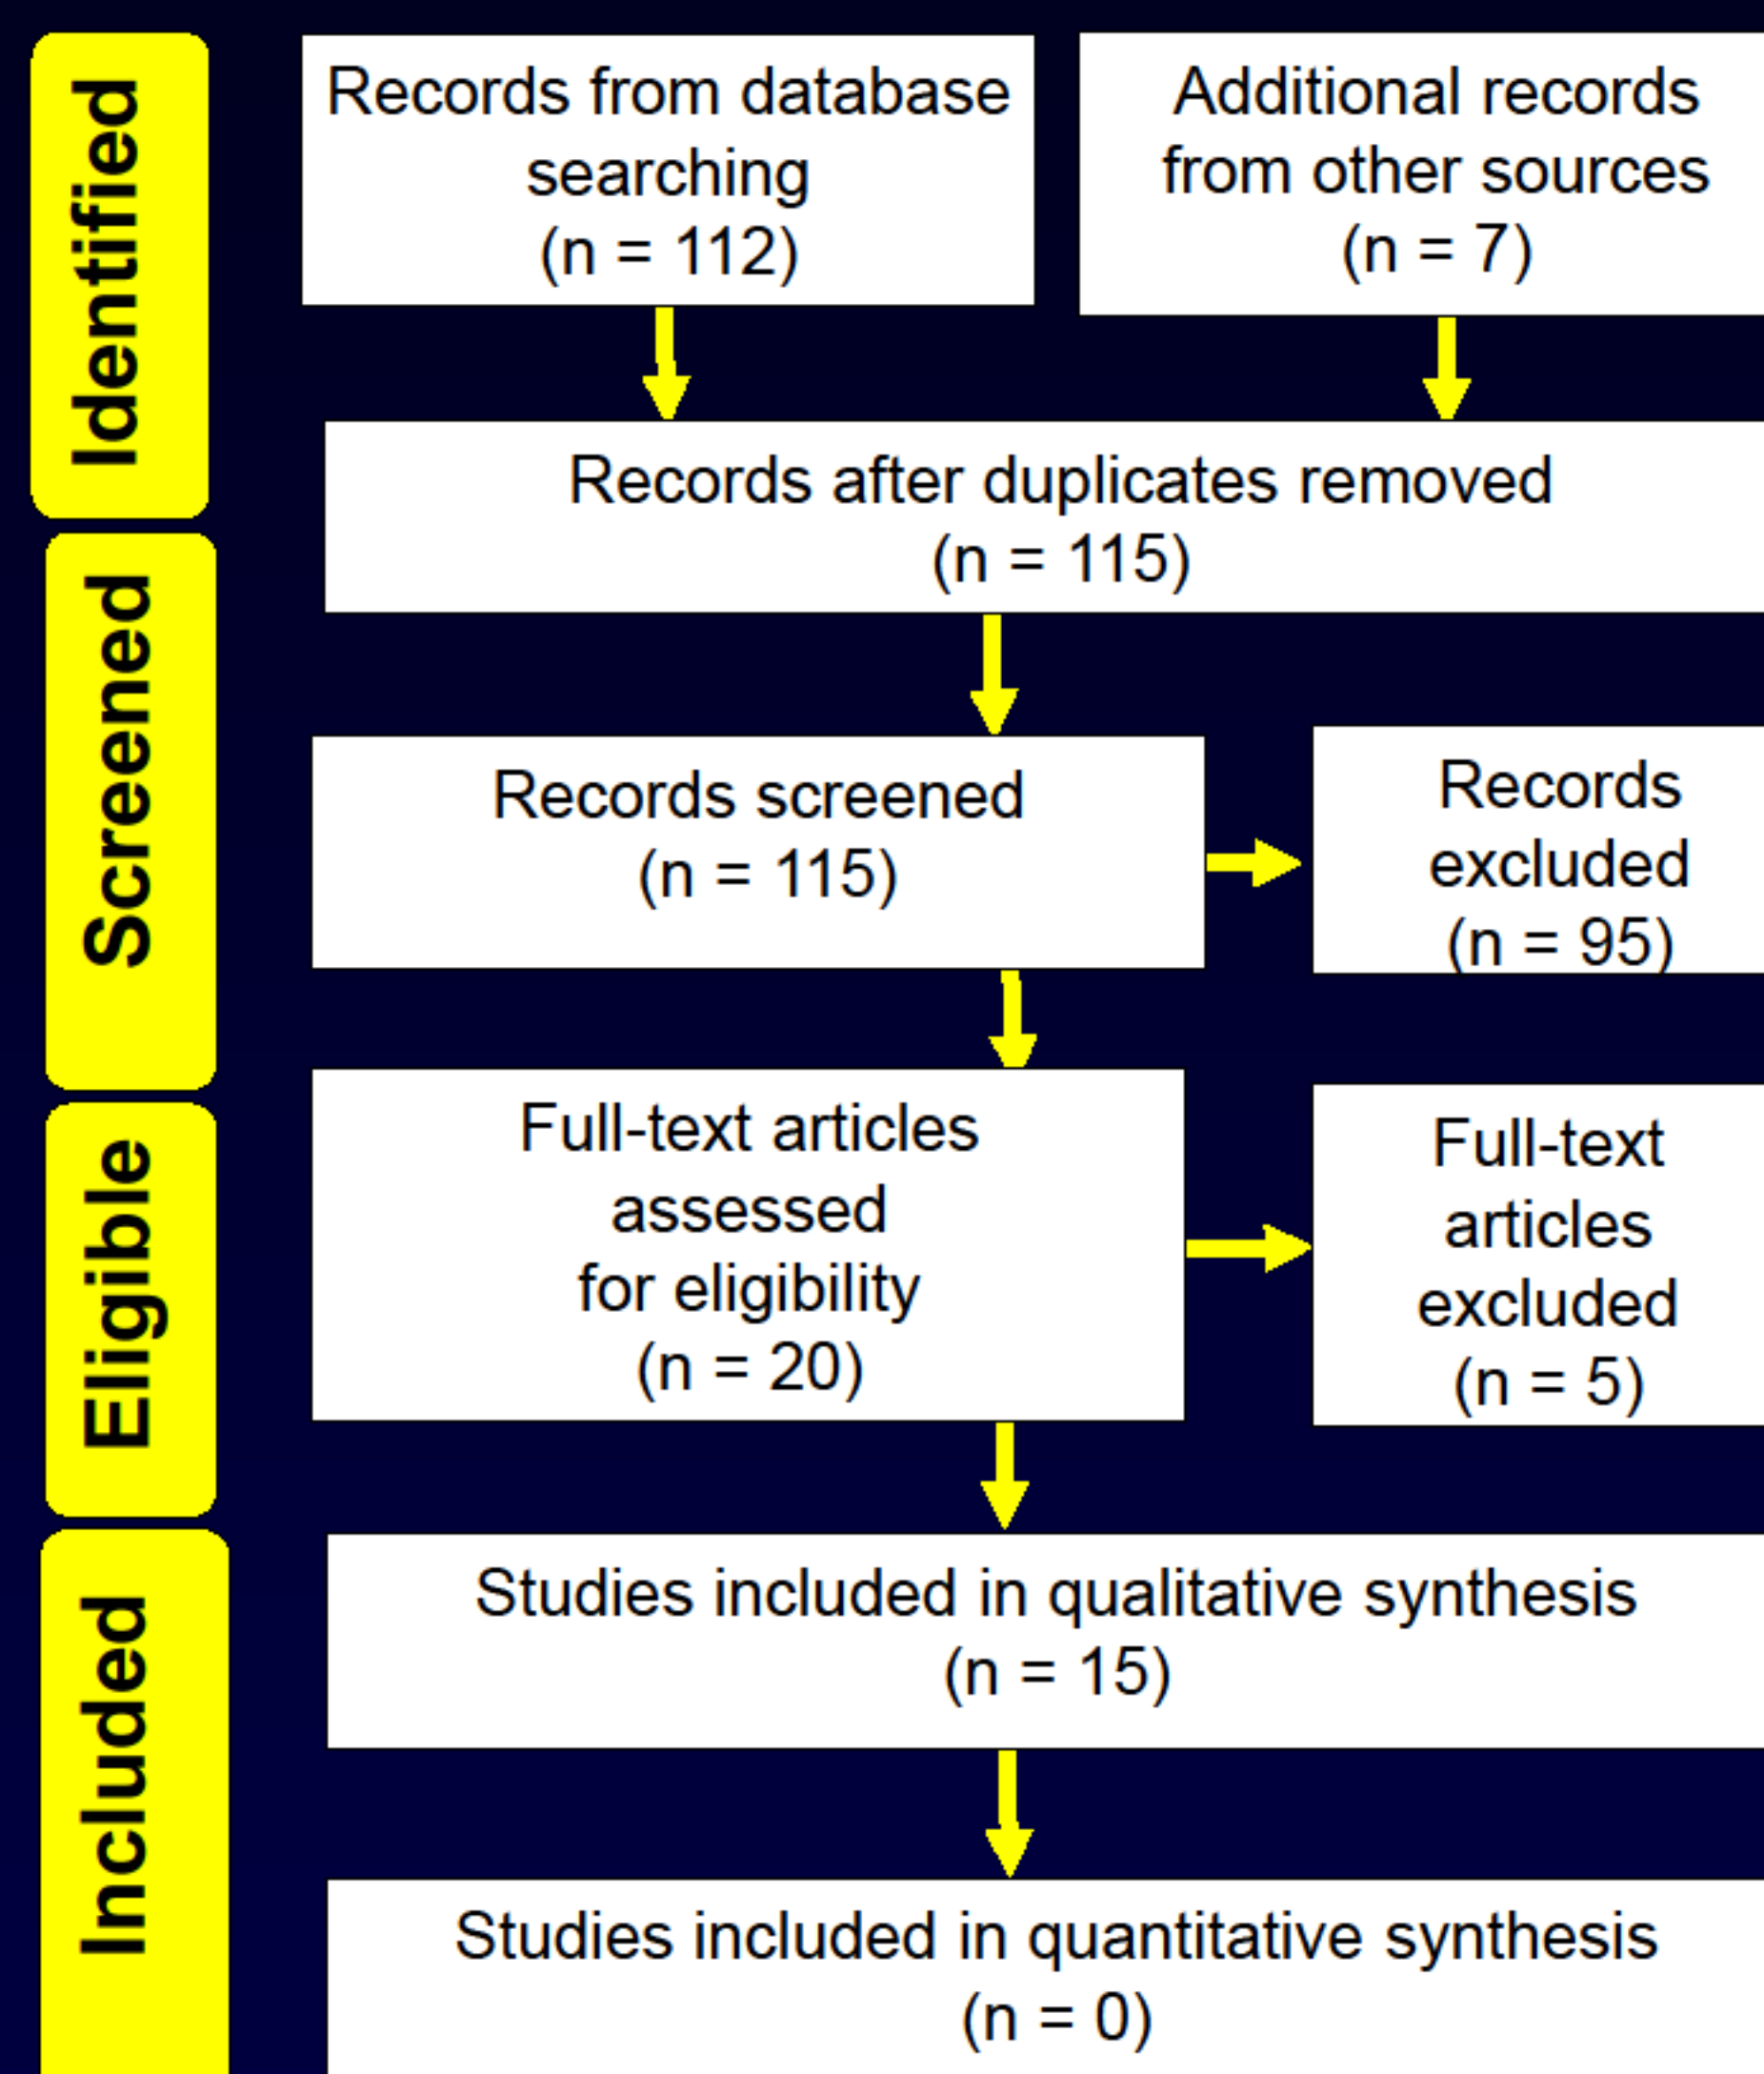 Identified
Records from database
searching
(n = 112)
Additional records
from other sources
(n = 7)
Records after duplicates removed
(n = 115)
Screened
Records screened
(n = 115)
Records
excluded
(n = 95)
Eligible
Full-text articles
assessed
for eligibility
(n = 20)
Full-text
articles
excluded
(n = 5)
Included
Studies included in qualitative synthesis
(n = 15)
Studies included in quantitative synthesis
(n = 0)